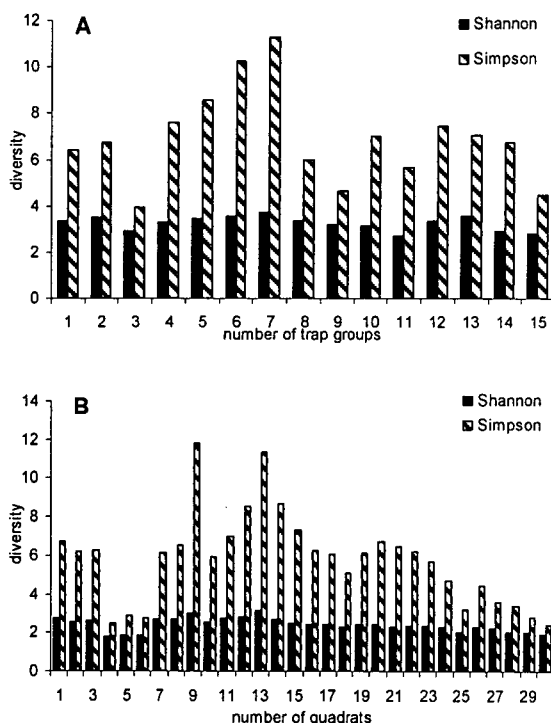 A
Shannon
Simpson
12
10
8
6
4
2
0
diversity
1 2 3 4 5 6 7 8 9 10 11 12 13 14 15
number of trap groups
B
Shannon
Simpson
14
12
10
8
6
4
2
0
diversity
1 3 5 7 9 11 13 15 17 19 21 23 25 27 29
number of quadrats